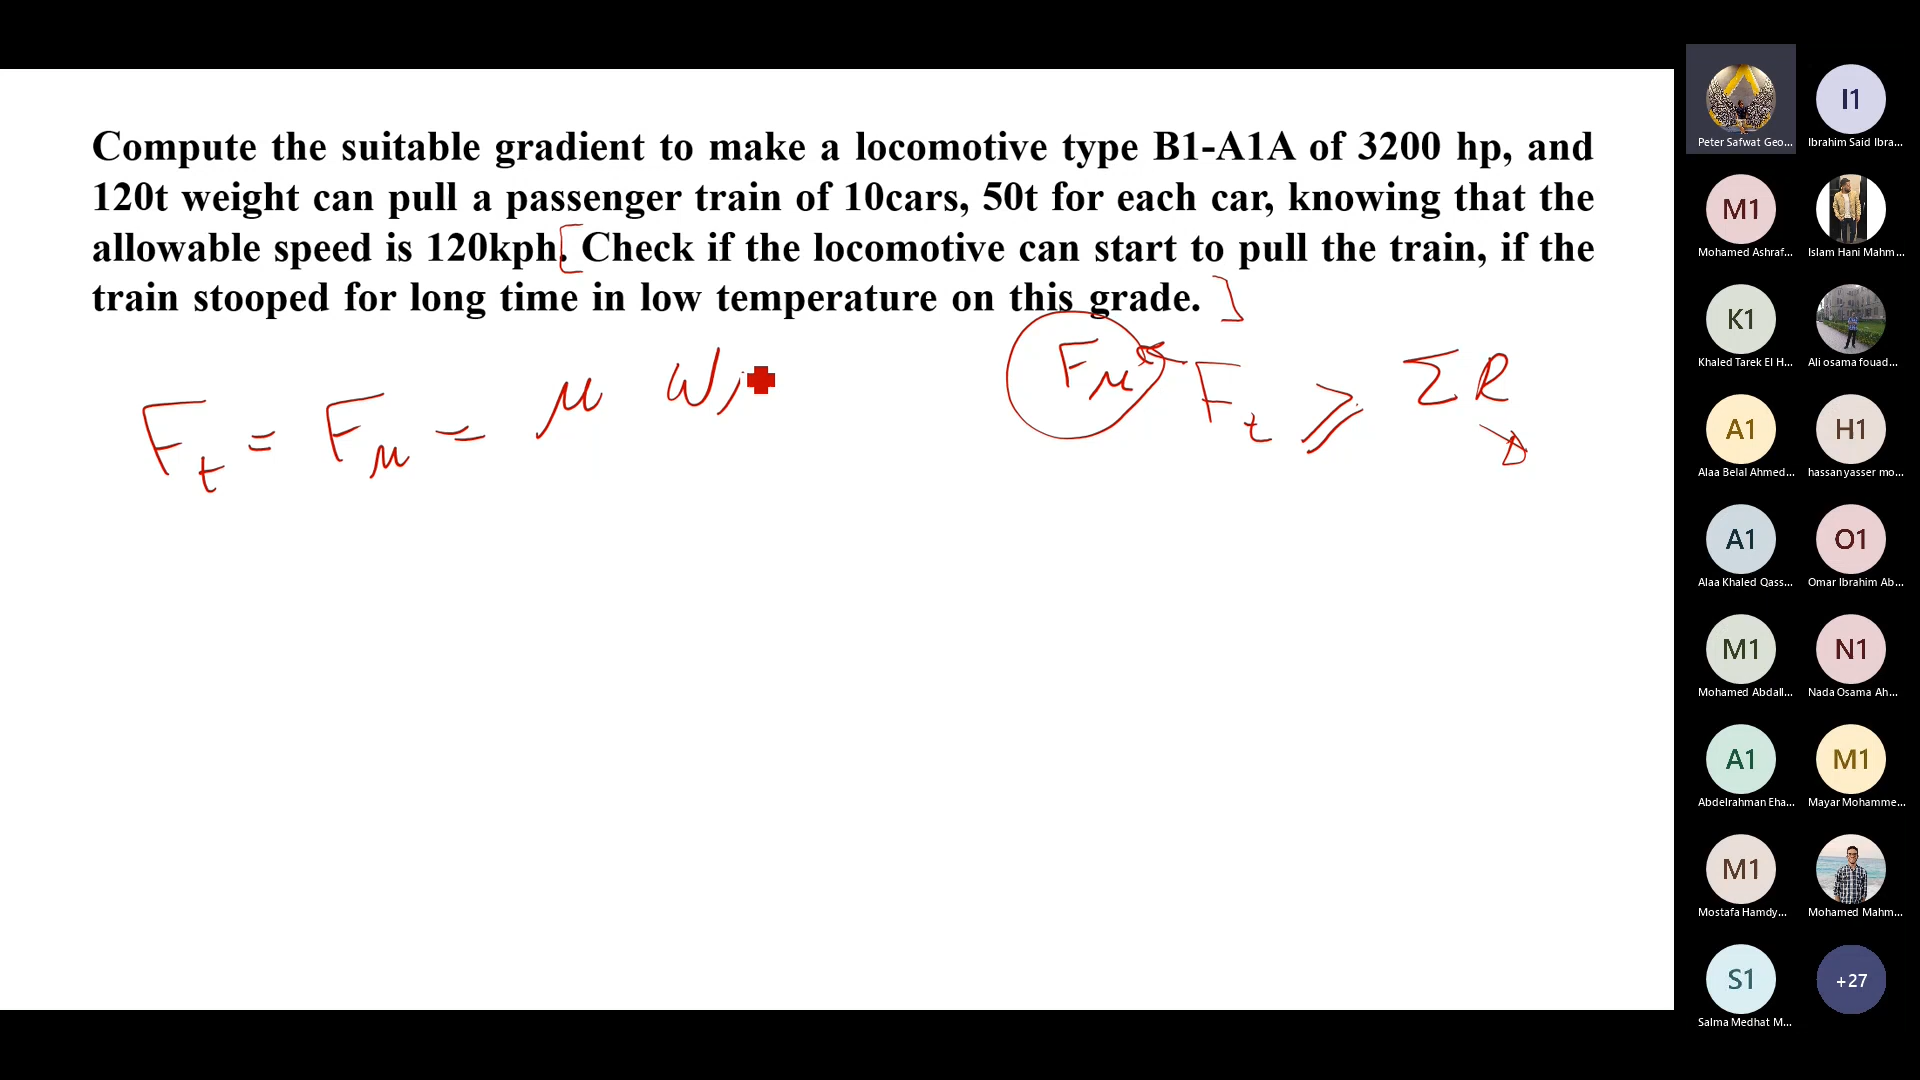 Compute the suitable gradient to make a locomotive type B1-A1A of 3200 hp, and
120t weight can pull a passenger train of 10cars, 50t for each car, knowing that the
allowable speed is 120kph. [Check if the locomotive can start to pull the train, if the
train stooped for long time in low temperature on this grade. ]
Fμ Ft ⩾ ΣR
Ft = Fμ = μ W
Peter Safwat Geo...
I1
Ibrahim Said Ibra...
M1
Mohamed Ashraf...
Islam Hani Mahm...
K1
Khaled Tarek El H...
Ali osama fouad...
A1
Alaa Belal Ahmed...
H1
hassan yasser mo...
A1
Alaa Khaled Qass...
O1
Omar Ibrahim Ab...
M1
Mohamed Abdall...
N1
Nada Osama Ah...
A1
Abdelrahman Eha...
M1
Mayar Mohamme...
M1
Mostafa Hamdy...
Mohamed Mahm...
S1
Salma Medhat M...
+27